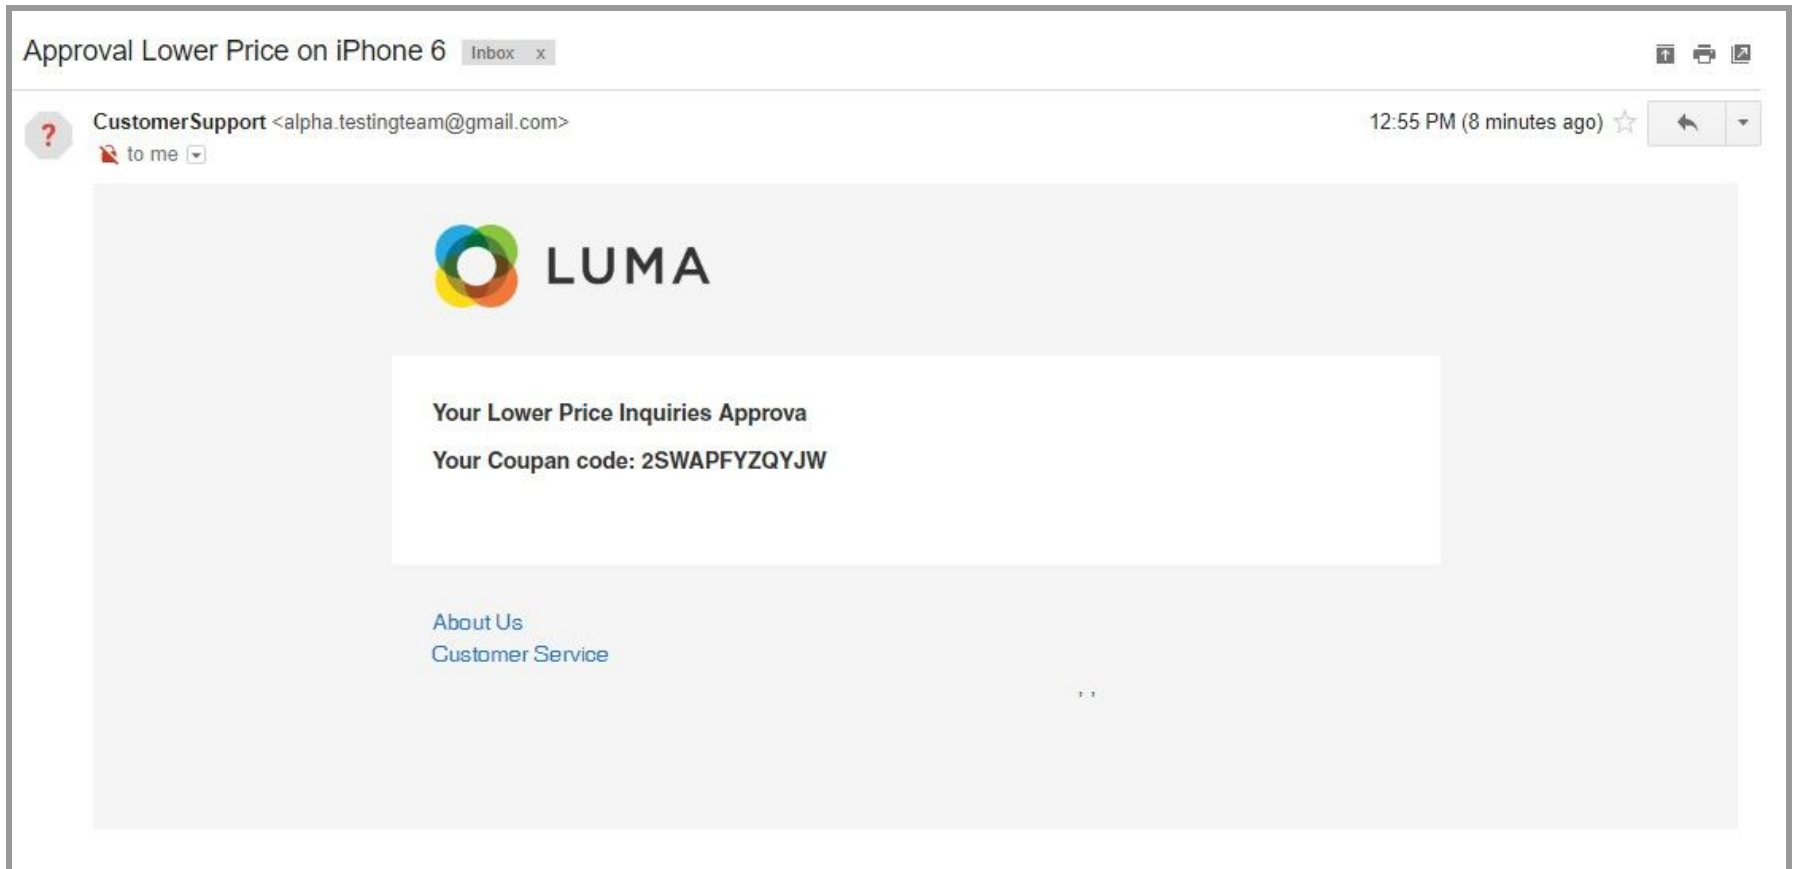 Approval Lower Price on iPhone 6 Inbox x
CustomerSupport <alpha.testingteam@gmail.com> 12:55 PM (8 minutes ago)
? to me
LUMA
Your Lower Price Inquiries Approva
Your Coupan code: 2SWAPFYZQYJW
About Us
Customer Service
, ,